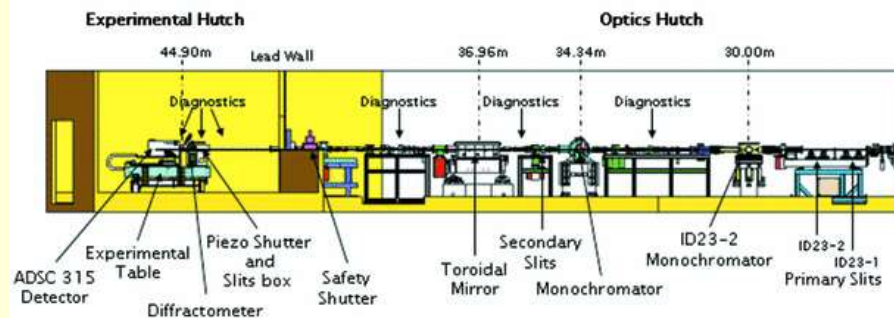 Experimental Hutch
Optics Hutch
44.90m
Lead Wall
36.96m
34.34m
30.00m
Diagnostics
Diagnostics
Diagnostics
Diagnostics
ADSC 315
Detector
Experimental
Table
Diffractometer
Piezo Shutter
and
Slits box
Safety
Shutter
Toroidal
Mirror
Secondary
Slits
Monochromator
ID23-2
Monochromator
ID23-2
ID23-1
Primary Slits